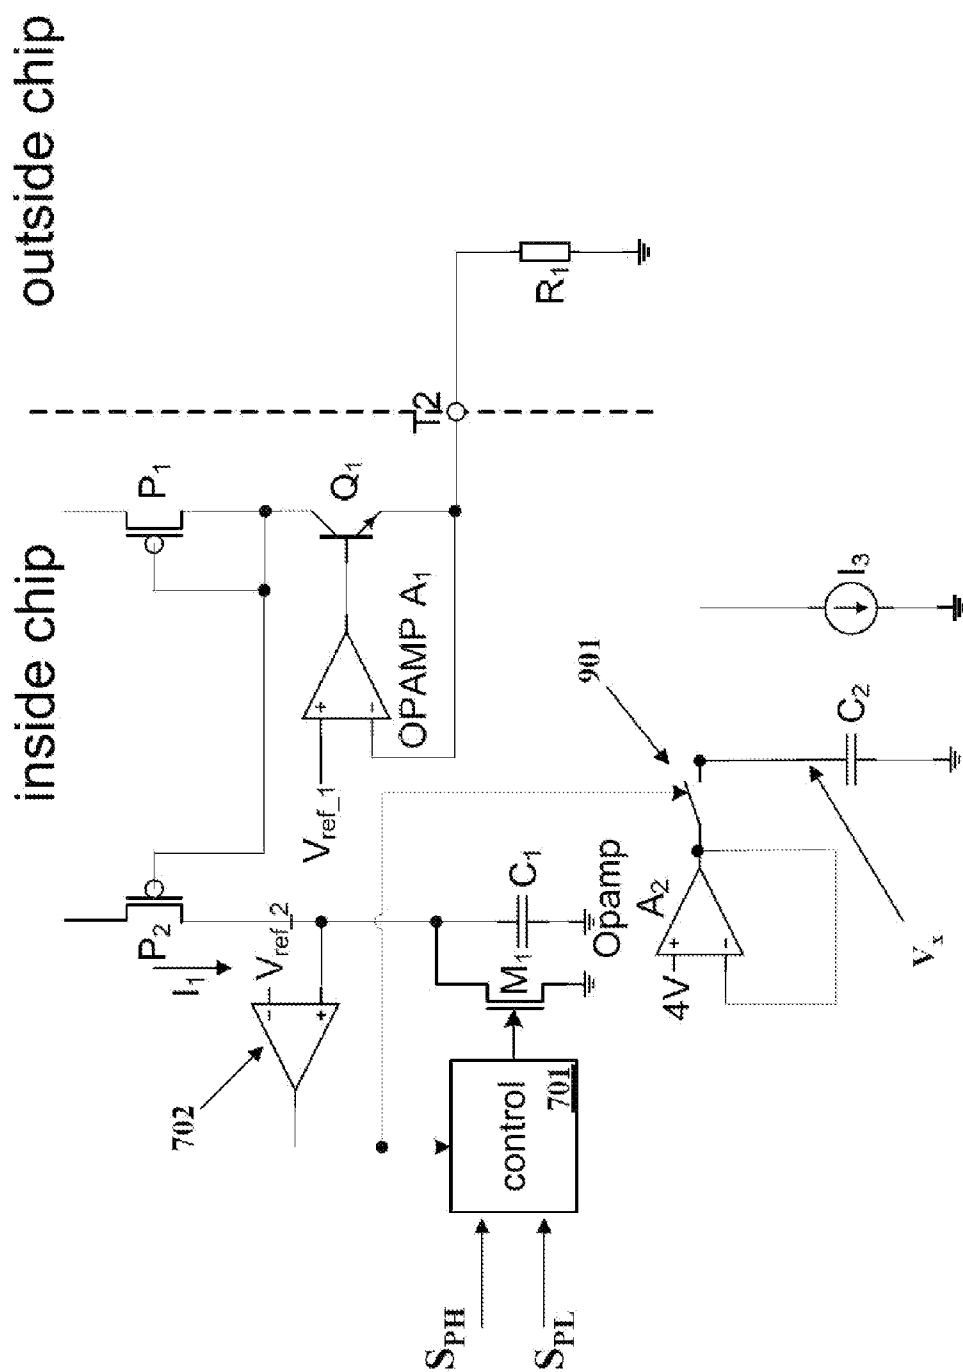 inside chip
outside chip
P2
I1
Vref_2
702
P1
Q1
+
-
OPAMP A1
Vref_1
T2
R1
-
+
M1
C1
control
701
SPH
SPL
Opamp
A2
4V
+
-
901
C2
Vx
I3